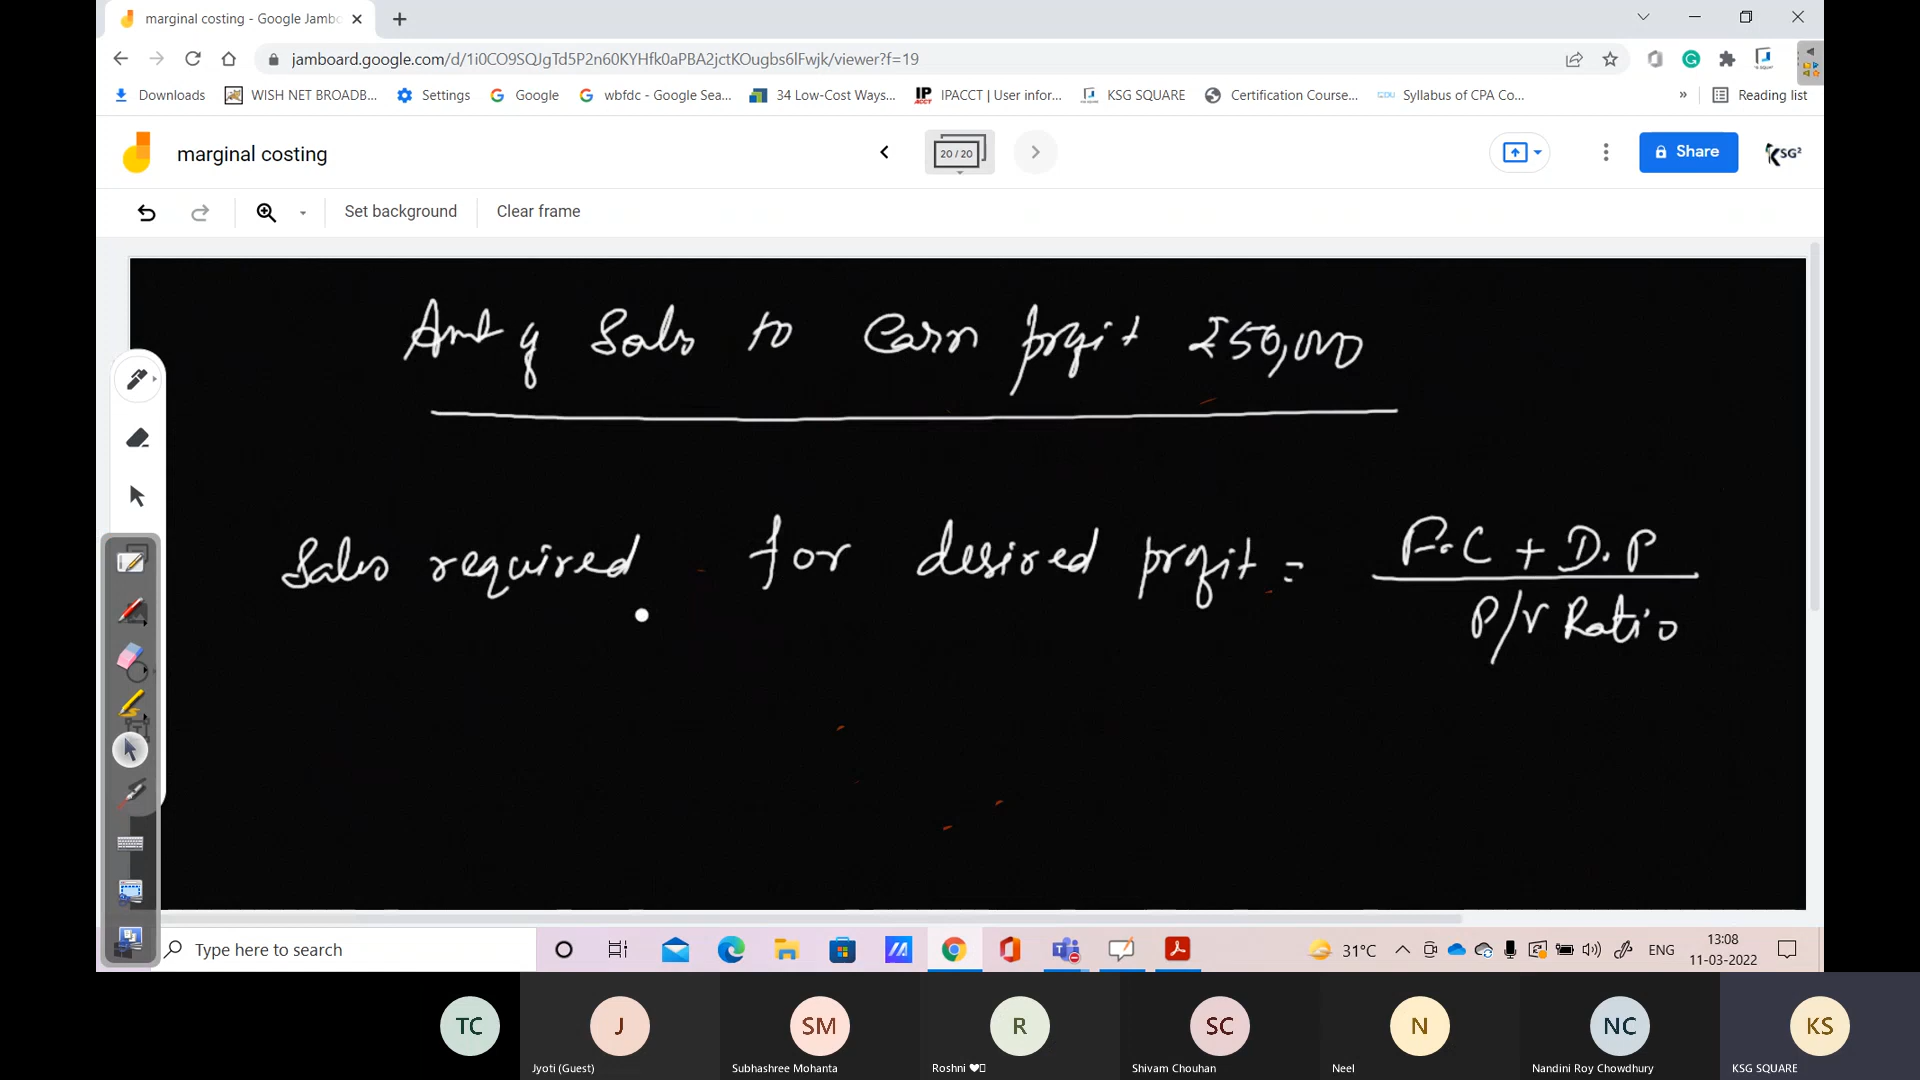 marginal costing - Google Jambo
jamboard.google.com/d/1i0CO9SQJgTd5P2n60KYHfk0aPBA2jctKOugbs6lFwjk/viewer?f=19
Downloads WISH NET BROADB... Settings Google wbfdc - Google Sea... 34 Low-Cost Ways... IP ACCT IPACCT | User infor... KSG SQUARE Certification Course... Syllabus of CPA Co... » Reading list
marginal costing 20 / 20 Share KSG²
Set background Clear frame
Amt of Sales to Earn profit ₹50,000
Sales required for desired profit = F.C + D.P
P/V Ratio
Type here to search 31°C ENG 13:08
11-03-2022
TC J SM R SC N NC KS
Jyoti (Guest) Subhashree Mohanta Roshni ❤ Shivam Chouhan Neel Nandini Roy Chowdhury KSG SQUARE